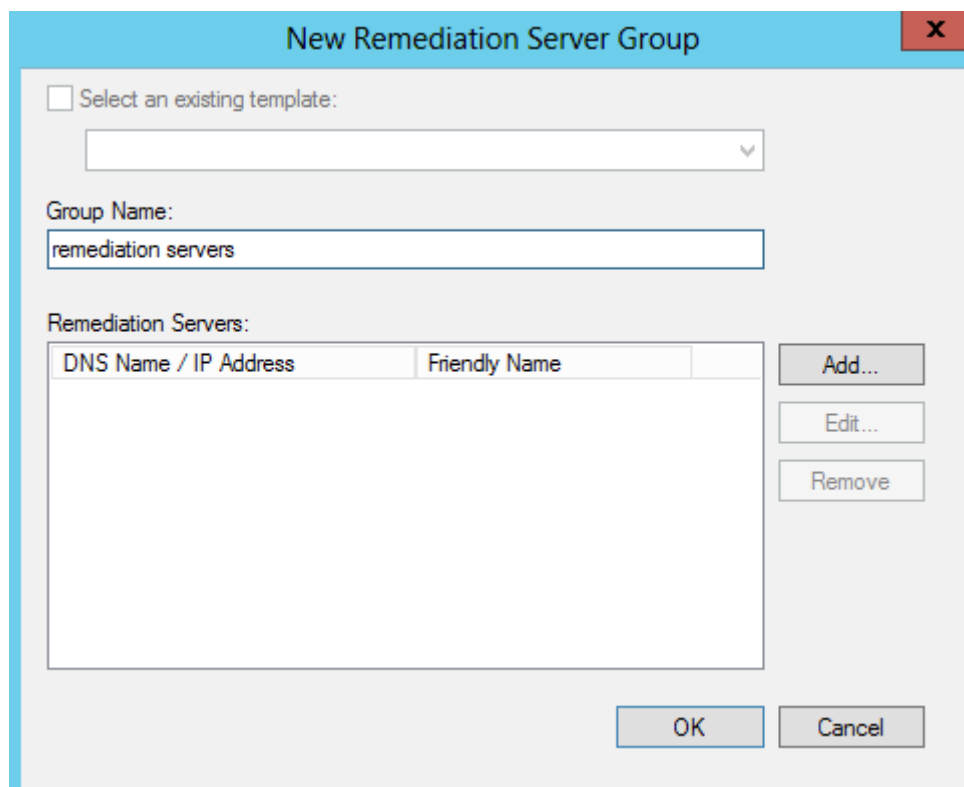 New Remediation Server Group
x
Select an existing template:
Group Name:
remediation servers
Remediation Servers:
DNS Name / IP Address Friendly Name
Add...
Edit...
Remove
OK Cancel